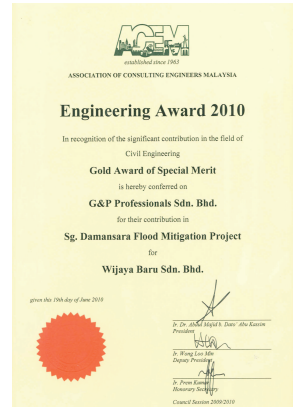 ACEM
established since 1963
ASSOCIATION OF CONSULTING ENGINEERS MALAYSIA
Engineering Award 2010
In recognition of the significant contribution in the field of
Civil Engineering
Gold Award of Special Merit
is hereby conferred on
G&P Professionals Sdn. Bhd.
for their contribution in
Sg. Damansara Flood Mitigation Project
for
Wijaya Baru Sdn. Bhd.
given this 19th day of June 2010
Ir. Dr. Abdul Majid b. Dato' Abu Kassim
President
Ir. Wong Loo Min
Deputy President
Ir. Prem Kumar
Honorary Secretary
Council Session 2009/2010